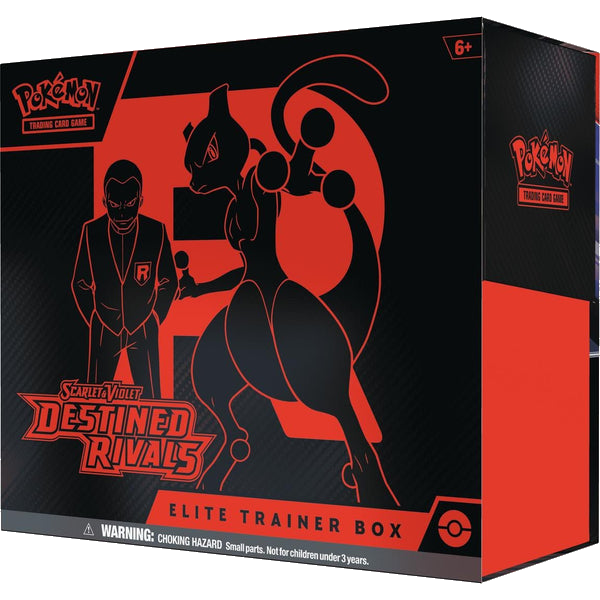 6+
POKéMON
TRADING CARD GAME
POKéMON
TRADING CARD GAME
R
SCARLET & VIOLET
DESTINED
RIVALS
ELITE TRAINER BOX
WARNING: CHOKING HAZARD Small parts. Not for children under 3 years.